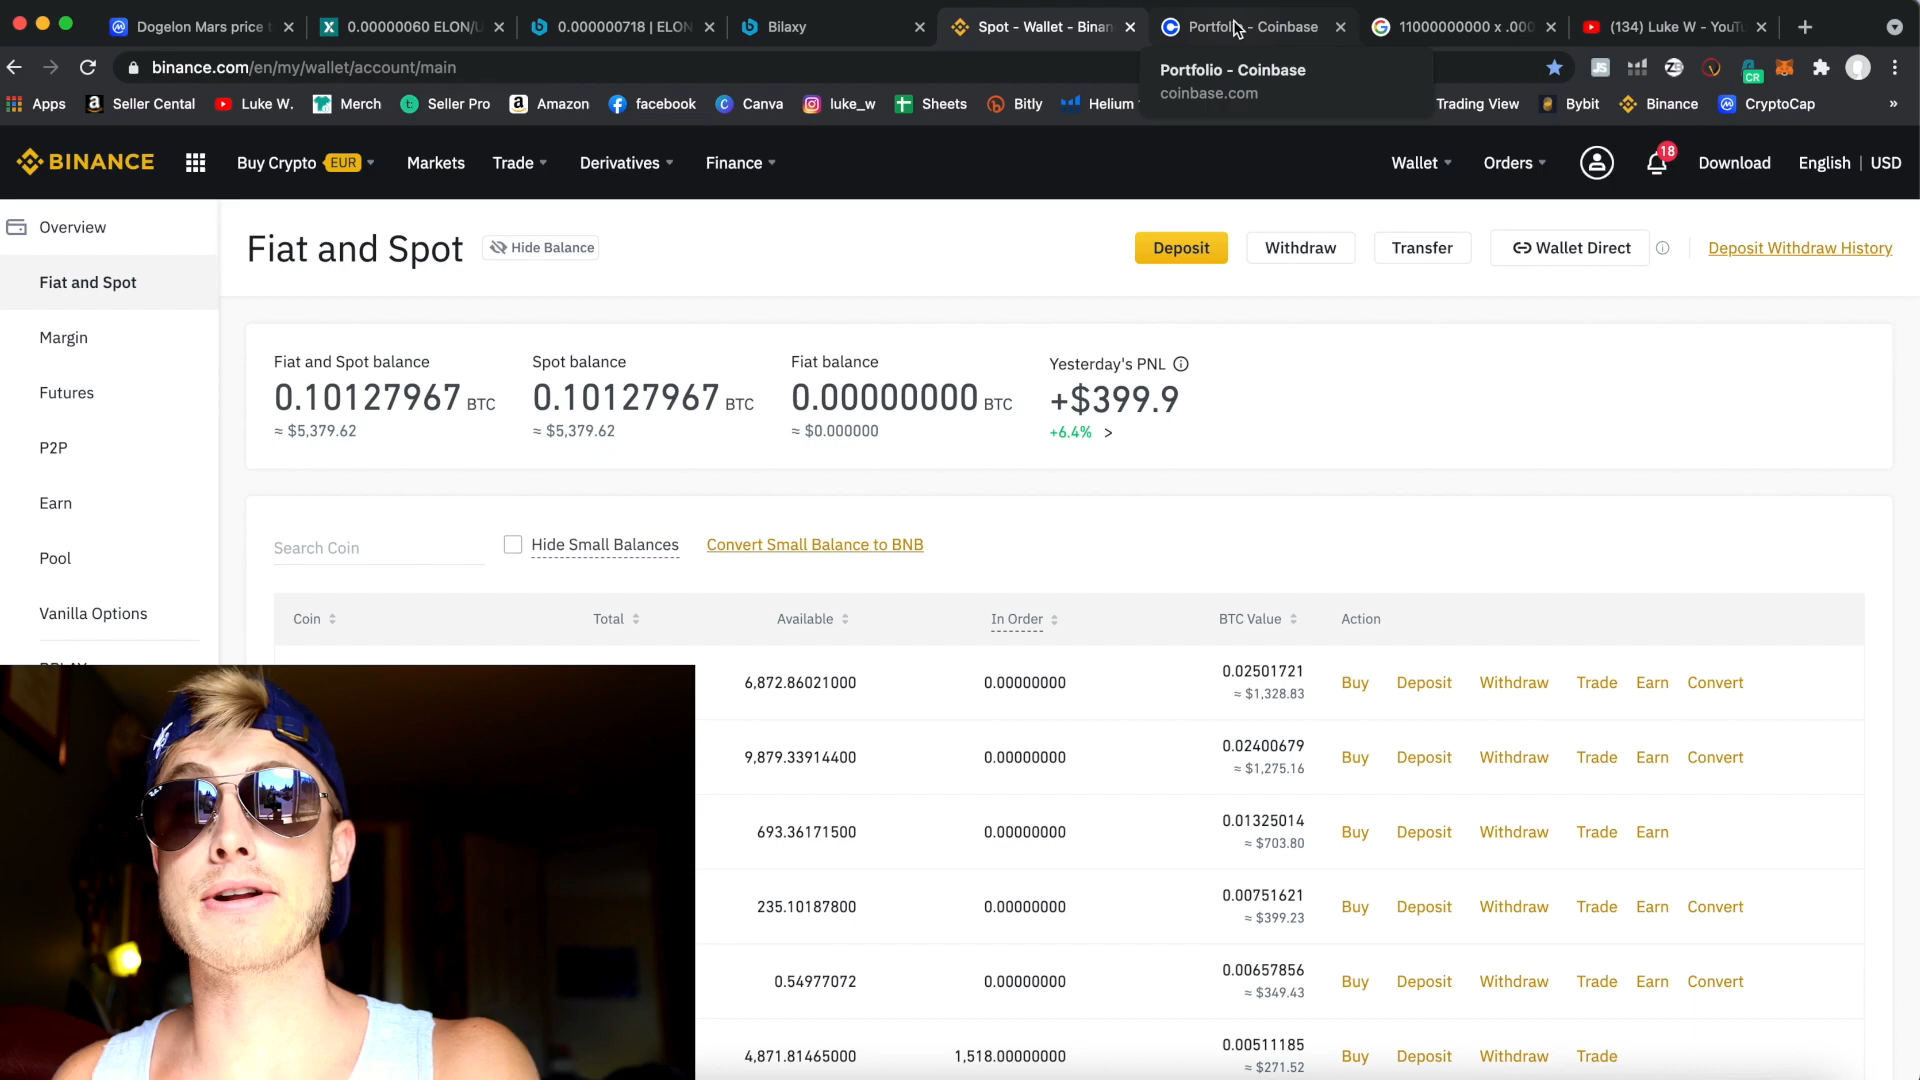 Dogelon Mars price t
0.00000060 ELON/U
0.000000718 | ELON
Bilaxy
Spot - Wallet - Binan
Portfolio - Coinbase
11000000000 x .000
(134) Luke W - YouTu
binance.com/en/my/wallet/account/main
Portfolio - Coinbase
coinbase.com
Apps
Seller Cental
Luke W.
Merch
Seller Pro
Amazon
facebook
Canva
luke_w
Sheets
Bitly
Helium
Trading View
Bybit
Binance
CryptoCap
BINANCE
Buy Crypto EUR
Markets
Trade
Derivatives
Finance
Wallet
Orders
18
Download
English | USD
Overview
Fiat and Spot
Margin
Futures
P2P
Earn
Pool
Vanilla Options
Fiat and Spot
Hide Balance
Deposit
Withdraw
Transfer
Wallet Direct
Deposit Withdraw History
Fiat and Spot balance
0.10127967 BTC
≈ $5,379.62
Spot balance
0.10127967 BTC
≈ $5,379.62
Fiat balance
0.00000000 BTC
≈ $0.000000
Yesterday's PNL
+$399.9
+6.4% >
Search Coin
Hide Small Balances
Convert Small Balance to BNB
Coin Total Available In Order BTC Value Action
6,872.86021000 0.00000000 0.02501721 Buy Deposit Withdraw Trade Earn Convert
≈ $1,328.83
9,879.33914400 0.00000000 0.02400679 Buy Deposit Withdraw Trade Earn Convert
≈ $1,275.16
693.36171500 0.00000000 0.01325014 Buy Deposit Withdraw Trade Earn
≈ $703.80
235.10187800 0.00000000 0.00751621 Buy Deposit Withdraw Trade Earn Convert
≈ $399.23
0.54977072 0.00000000 0.00657856 Buy Deposit Withdraw Trade Earn Convert
≈ $349.43
4,871.81465000 1,518.00000000 0.00511185 Buy Deposit Withdraw Trade
≈ $271.52